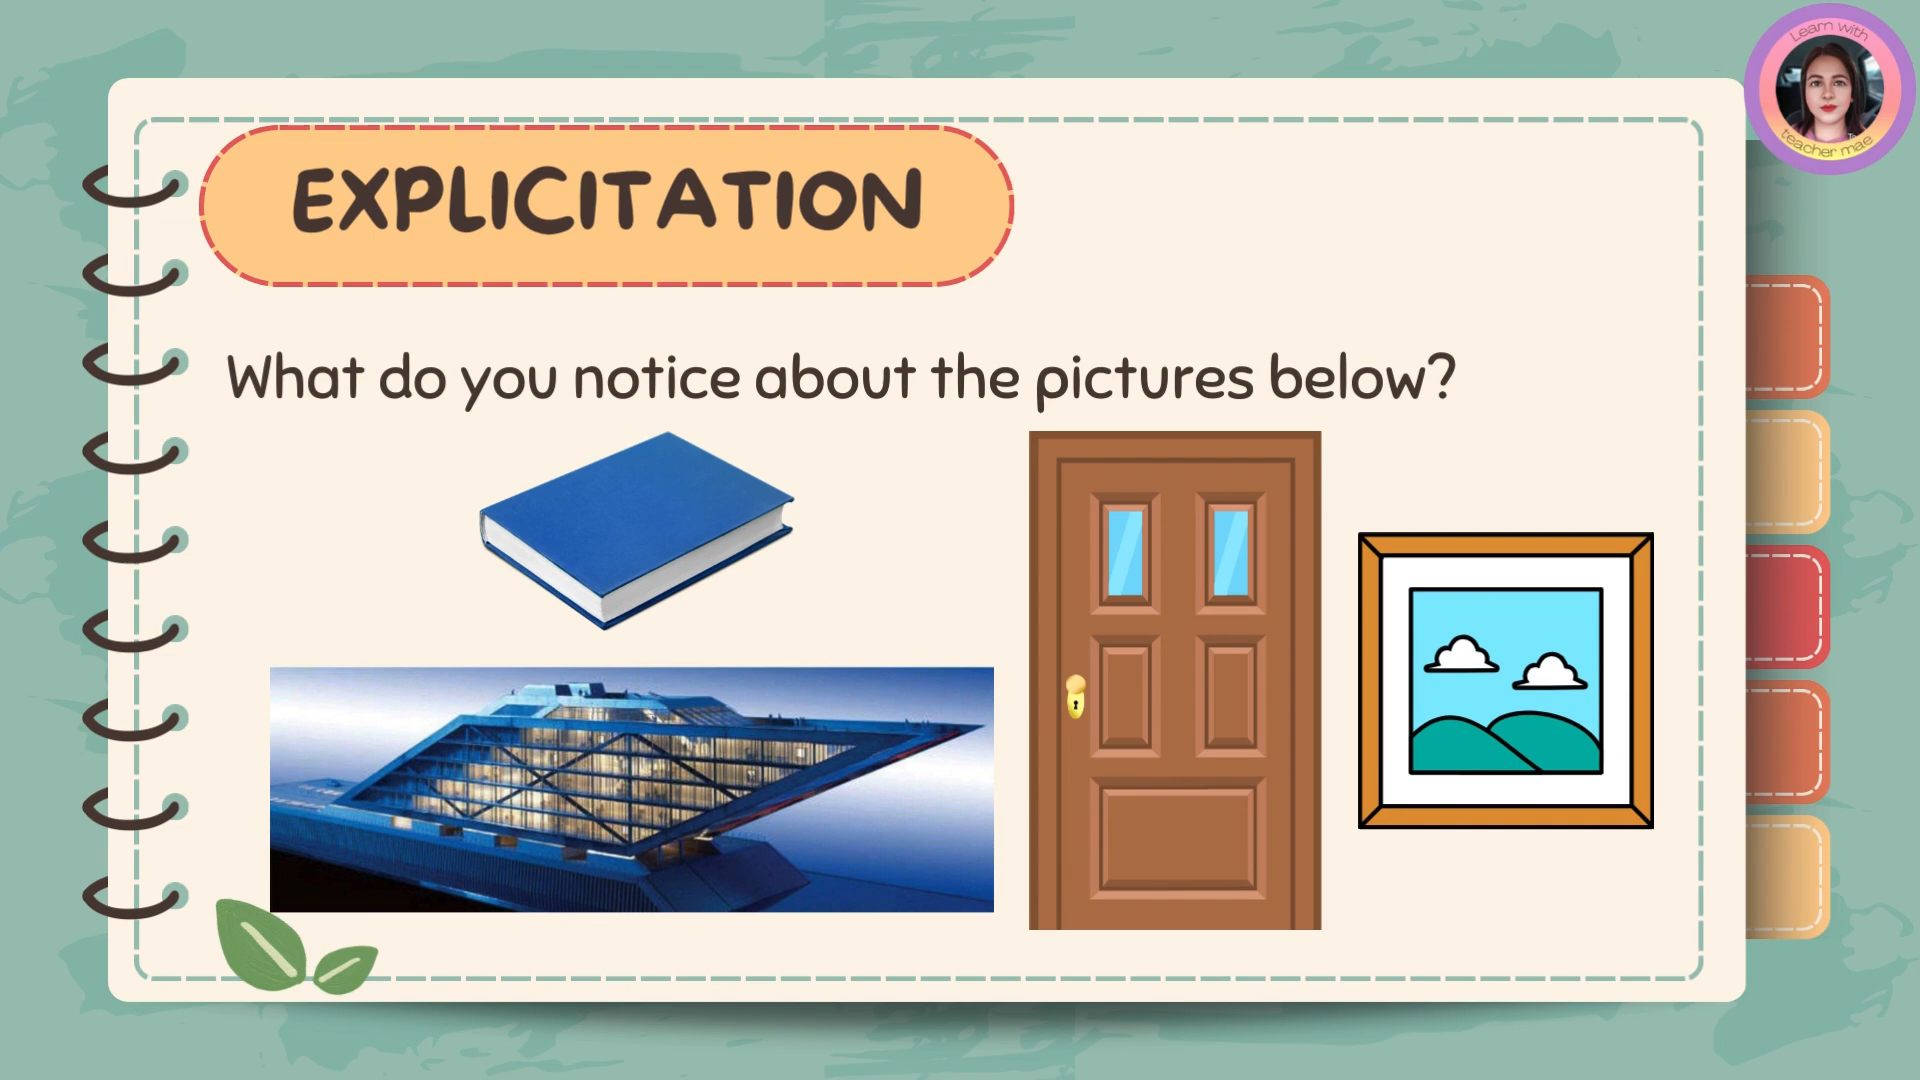 Learn with
teacher mae
EXPLICITATION
What do you notice about the pictures below?